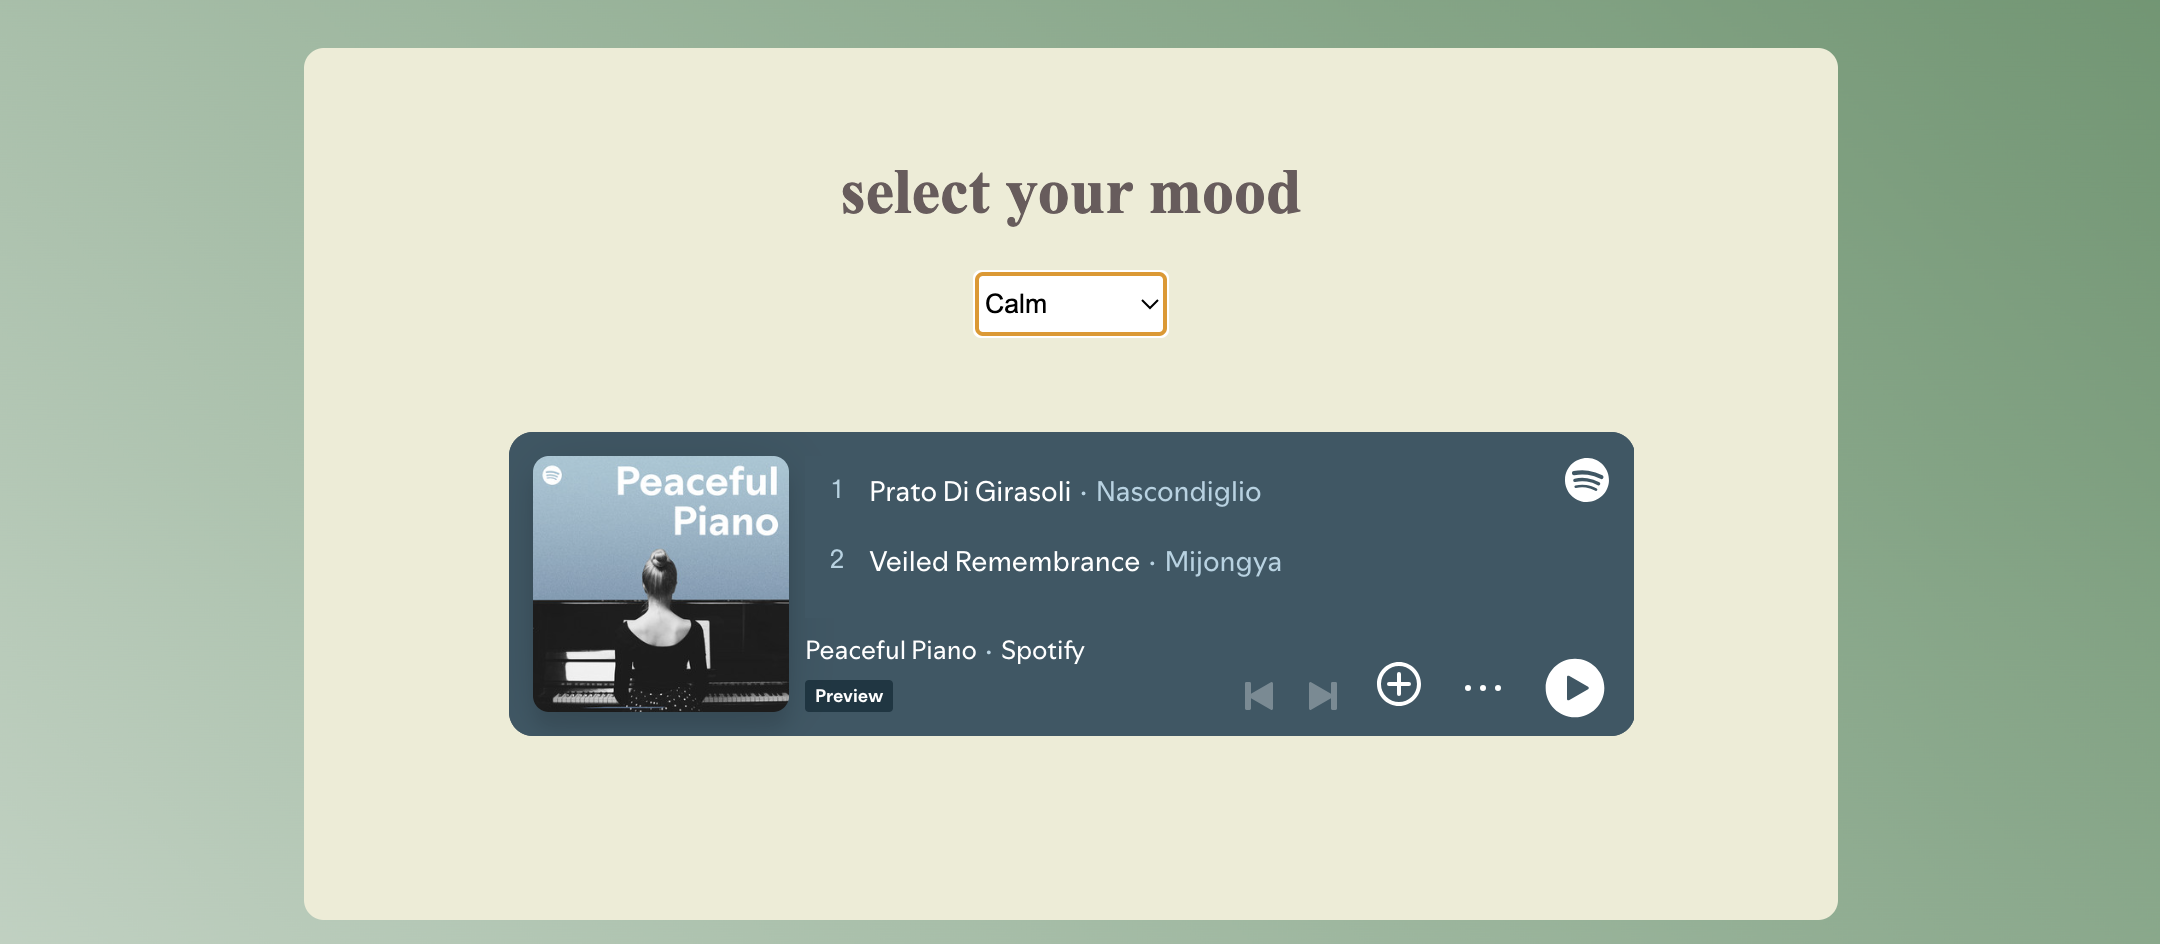 select your mood
Calm
Peaceful
Piano
1 Prato Di Girasoli · Nascondiglio
2 Veiled Remembrance · Mijongya
Peaceful Piano · Spotify
Preview